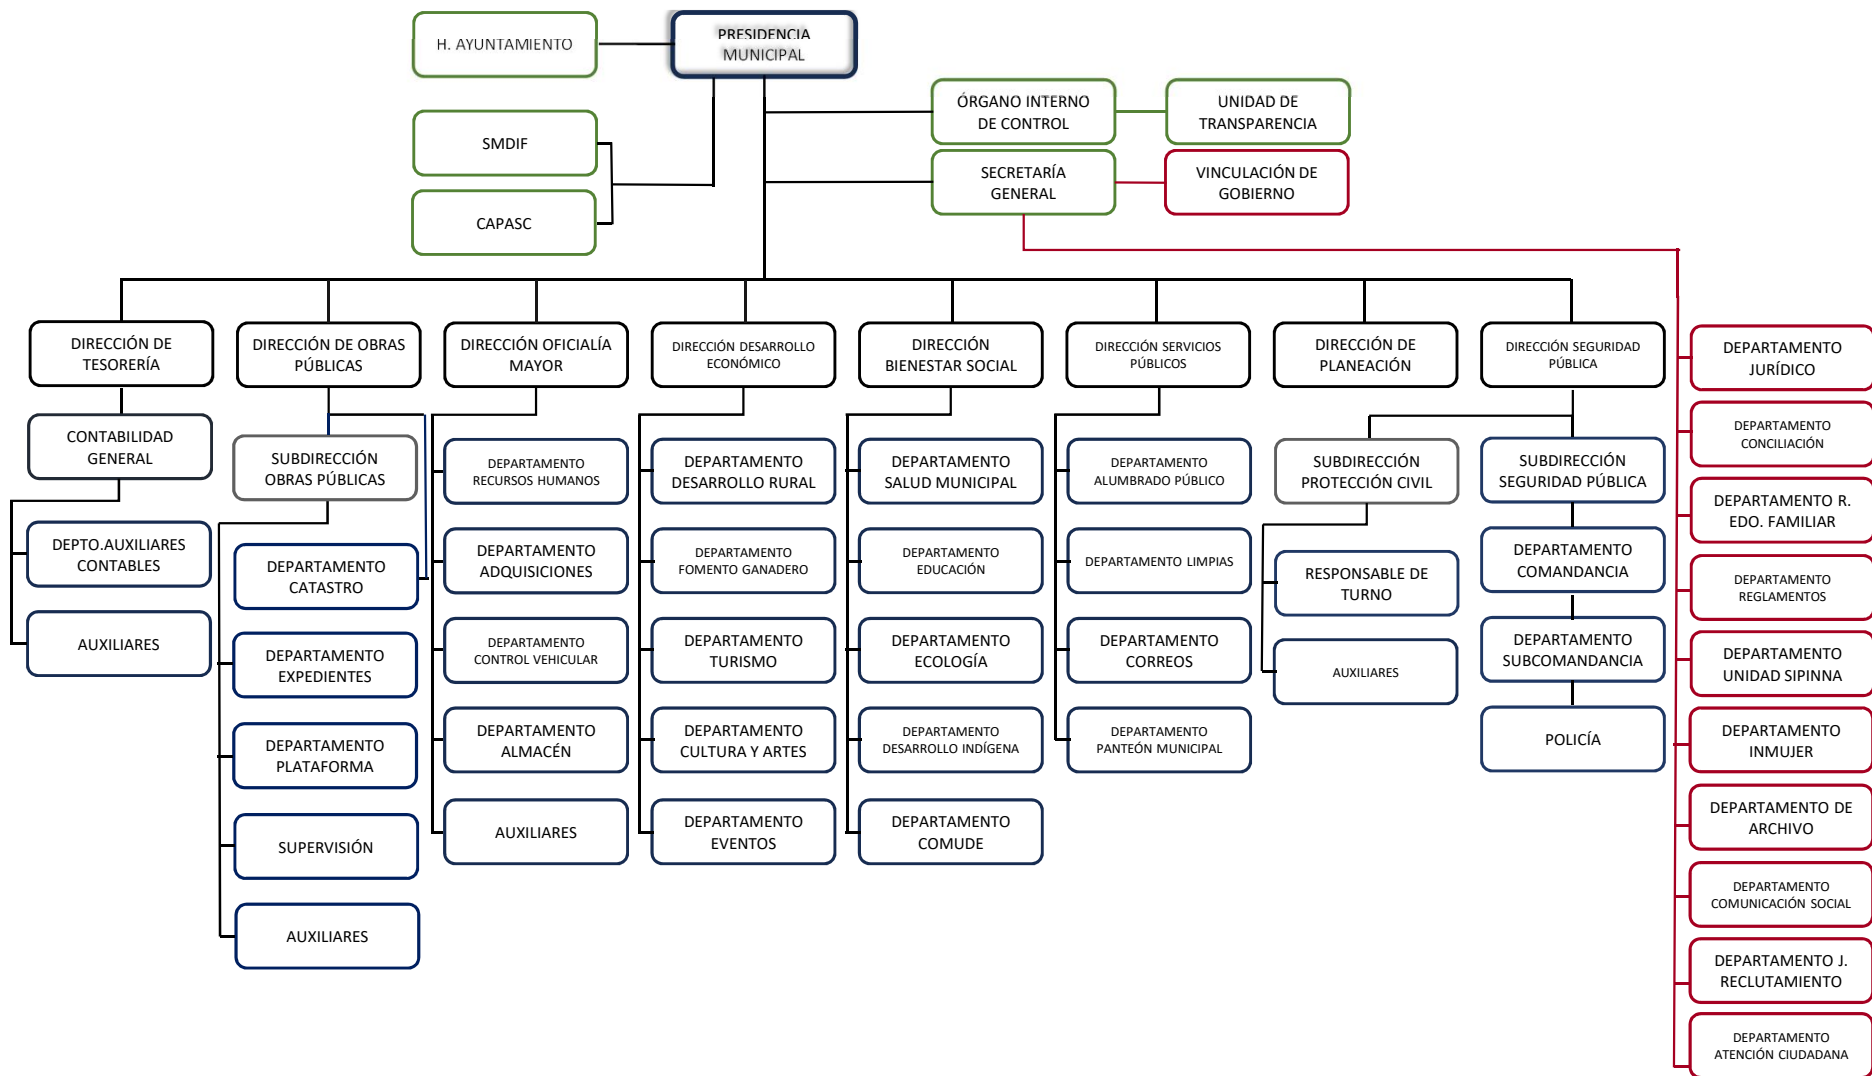 H. AYUNTAMIENTO
PRESIDENCIA
MUNICIPAL
ÓRGANO INTERNO
DE CONTROL
UNIDAD DE
TRANSPARENCIA
SMDIF
SECRETARÍA
GENERAL
VINCULACIÓN DE
GOBIERNO
CAPASC
DIRECCIÓN DE
TESORERÍA
DIRECCIÓN DE OBRAS
PÚBLICAS
DIRECCIÓN OFICIALÍA
MAYOR
DIRECCIÓN DESARROLLO
ECONÓMICO
DIRECCIÓN
BIENESTAR SOCIAL
DIRECCIÓN SERVICIOS
PÚBLICOS
DIRECCIÓN DE
PLANEACIÓN
DIRECCIÓN SEGURIDAD
PÚBLICA
CONTABILIDAD
GENERAL
DEPTO.AUXILIARES
CONTABLES
AUXILIARES
SUBDIRECCIÓN
OBRAS PÚBLICAS
DEPARTAMENTO
CATASTRO
DEPARTAMENTO
EXPEDIENTES
DEPARTAMENTO
PLATAFORMA
SUPERVISIÓN
AUXILIARES
DEPARTAMENTO
RECURSOS HUMANOS
DEPARTAMENTO
ADQUISICIONES
DEPARTAMENTO
CONTROL VEHICULAR
DEPARTAMENTO
ALMACÉN
AUXILIARES
DEPARTAMENTO
DESARROLLO RURAL
DEPARTAMENTO
FOMENTO GANADERO
DEPARTAMENTO
TURISMO
DEPARTAMENTO
CULTURA Y ARTES
DEPARTAMENTO
EVENTOS
DEPARTAMENTO
SALUD MUNICIPAL
DEPARTAMENTO
EDUCACIÓN
DEPARTAMENTO
ECOLOGÍA
DEPARTAMENTO
DESARROLLO INDÍGENA
DEPARTAMENTO
COMUDE
DEPARTAMENTO
ALUMBRADO PÚBLICO
DEPARTAMENTO LIMPIAS
DEPARTAMENTO
CORREOS
DEPARTAMENTO
PANTEÓN MUNICIPAL
SUBDIRECCIÓN
PROTECCIÓN CIVIL
RESPONSABLE DE
TURNO
AUXILIARES
SUBDIRECCIÓN
SEGURIDAD PÚBLICA
DEPARTAMENTO
COMANDANCIA
DEPARTAMENTO
SUBCOMANDANCIA
POLICÍA
DEPARTAMENTO
JURÍDICO
DEPARTAMENTO
CONCILIACIÓN
DEPARTAMENTO R.
EDO. FAMILIAR
DEPARTAMENTO
REGLAMENTOS
DEPARTAMENTO
UNIDAD SIPINNA
DEPARTAMENTO
INMUJER
DEPARTAMENTO DE
ARCHIVO
DEPARTAMENTO
COMUNICACIÓN SOCIAL
DEPARTAMENTO J.
RECLUTAMIENTO
DEPARTAMENTO
ATENCIÓN CIUDADANA